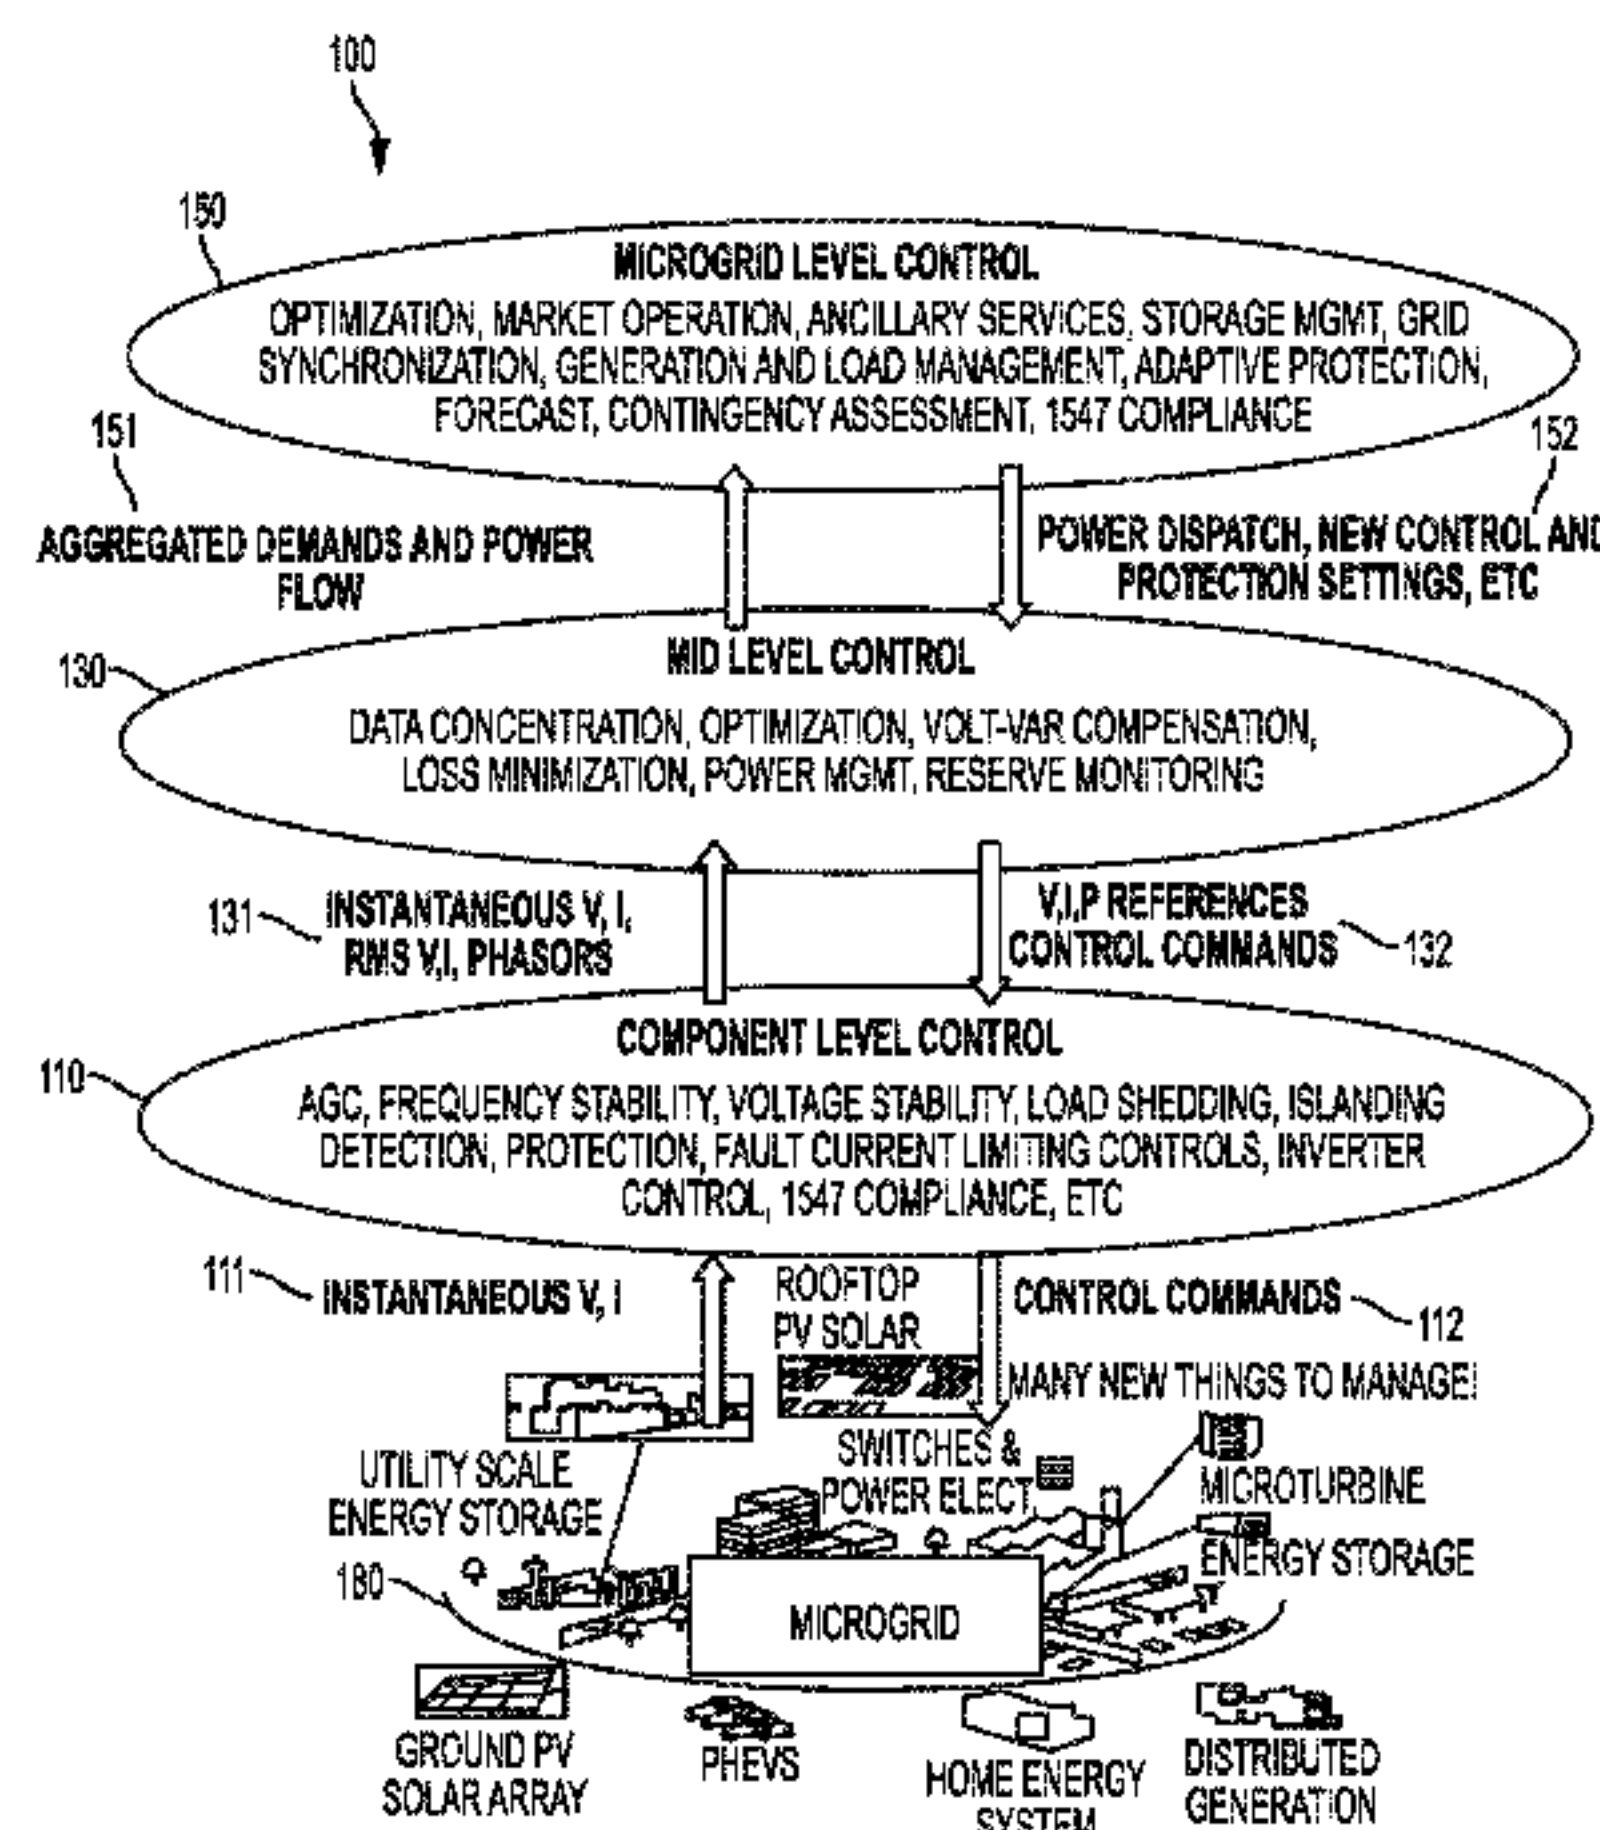 100
150
MICROGRID LEVEL CONTROL
OPTIMIZATION, MARKET OPERATION, ANCILLARY SERVICES, STORAGE MGMT, GRID
SYNCHRONIZATION, GENERATION AND LOAD MANAGEMENT, ADAPTIVE PROTECTION,
FORECAST, CONTINGENCY ASSESSMENT, 1547 COMPLIANCE
151
152
AGGREGATED DEMANDS AND POWER
FLOW
POWER DISPATCH, NEW CONTROL AND
PROTECTION SETTINGS, ETC
130
MID LEVEL CONTROL
DATA CONCENTRATION, OPTIMIZATION, VOLT-VAR COMPENSATION,
LOSS MINIMIZATION, POWER MGMT, RESERVE MONITORING
131
INSTANTANEOUS V, I,
RMS V,I, PHASORS
V,I,P REFERENCES
CONTROL COMMANDS
132
COMPONENT LEVEL CONTROL
110
AGC, FREQUENCY STABILITY, VOLTAGE STABILITY, LOAD SHEDDING, ISLANDING
DETECTION, PROTECTION, FAULT CURRENT LIMITING CONTROLS, INVERTER
CONTROL, 1547 COMPLIANCE, ETC
111
INSTANTANEOUS V, I
ROOFTOP
PV SOLAR
CONTROL COMMANDS
112
MANY NEW THINGS TO MANAGE!
UTILITY SCALE
ENERGY STORAGE
SWITCHES &
POWER ELECT.
MICROTURBINE
ENERGY STORAGE
180
MICROGRID
GROUND PV
SOLAR ARRAY
PHEVS
HOME ENERGY
SYSTEM
DISTRIBUTED
GENERATION